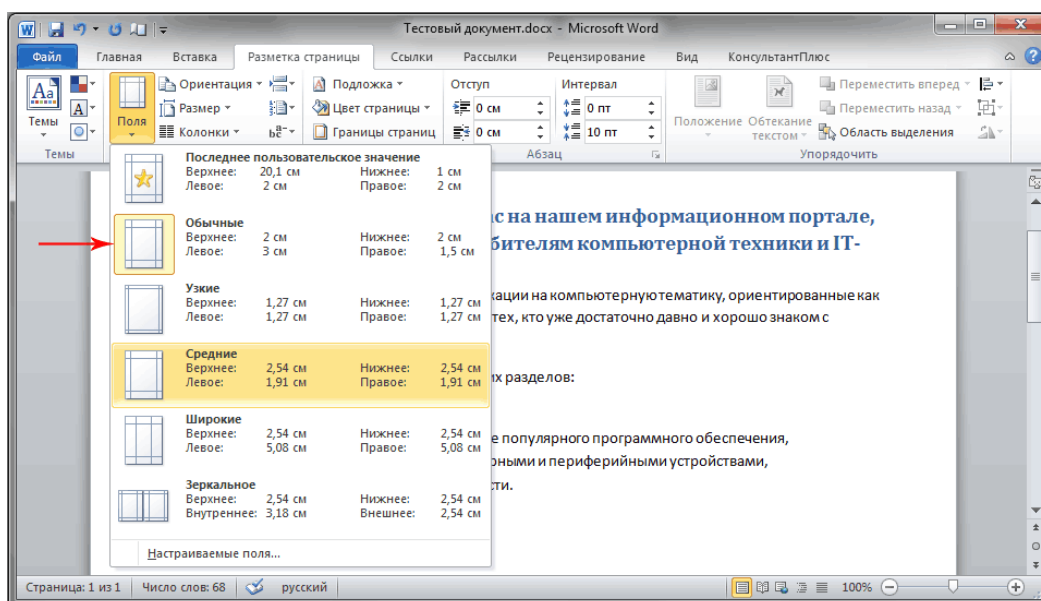 Тестовый документ.docx - Microsoft Word
Файл Главная Вставка Разметка страницы Ссылки Рассылки Рецензирование Вид КонсультантПлюс
Aa Темы
A
Поля
Ориентация
Размер
Колонки
bc
Подложка
Цвет страницы
Границы страниц
Отступ
0 см
0 см
Интервал
0 пт
10 пт
Положение
Обтекание текстом
Переместить вперед
Переместить назад
Область выделения
Темы Абзац Упорядочить
Последнее пользовательское значение
Верхнее: 20,1 см Нижнее: 1 см
Левое: 2 см Правое: 2 см
Обычные
Верхнее: 2 см Нижнее: 2 см
Левое: 3 см Правое: 1,5 см
Узкие
Верхнее: 1,27 см Нижнее: 1,27 см
Левое: 1,27 см Правое: 1,27 см
Средние
Верхнее: 2,54 см Нижнее: 2,54 см
Левое: 1,91 см Правое: 1,91 см
Широкие
Верхнее: 2,54 см Нижнее: 2,54 см
Левое: 5,08 см Правое: 5,08 см
Зеркальное
Верхнее: 2,54 см Нижнее: 2,54 см
Внутреннее: 3,18 см Внешнее: 2,54 см
Настраиваемые поля...
с на нашем информационном портале,
бителям компьютерной техники и IT-
кации на компьютерную тематику, ориентированные как
тех, кто уже достаточно давно и хорошо знаком с
их разделов:
е популярного программного обеспечения,
рными и периферийными устройствами,
сти.
Страница: 1 из 1 Число слов: 68 русский 100%